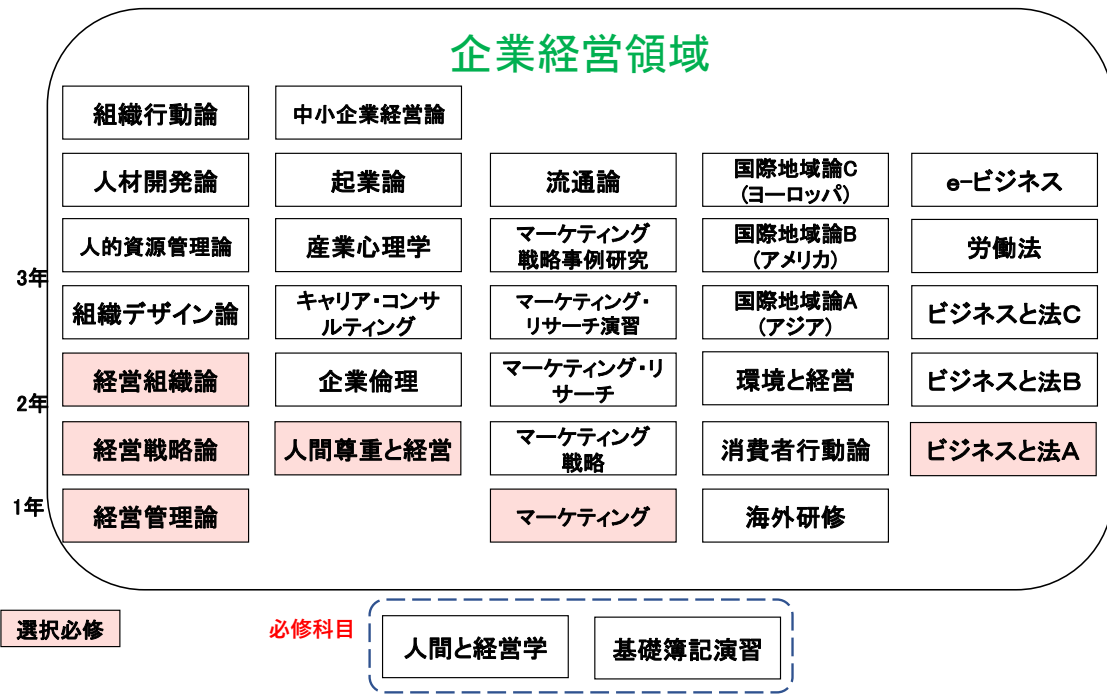 企業経営領域
組織行動論
中小企業経営論
人材開発論
起業論
流通論
国際地域論C
(ヨーロッパ)
e-ビジネス
人的資源管理論
産業心理学
マーケティング
戦略事例研究
国際地域論B
(アメリカ)
労働法
3年
組織デザイン論
キャリア・コンサ
ルティング
マーケティング・
リサーチ演習
国際地域論A
(アジア)
ビジネスと法C
経営組織論
企業倫理
マーケティング・リ
サーチ
環境と経営
ビジネスと法B
2年
経営戦略論
人間尊重と経営
マーケティング
戦略
消費者行動論
ビジネスと法A
1年
経営管理論
マーケティング
海外研修
選択必修
必修科目
人間と経営学
基礎簿記演習